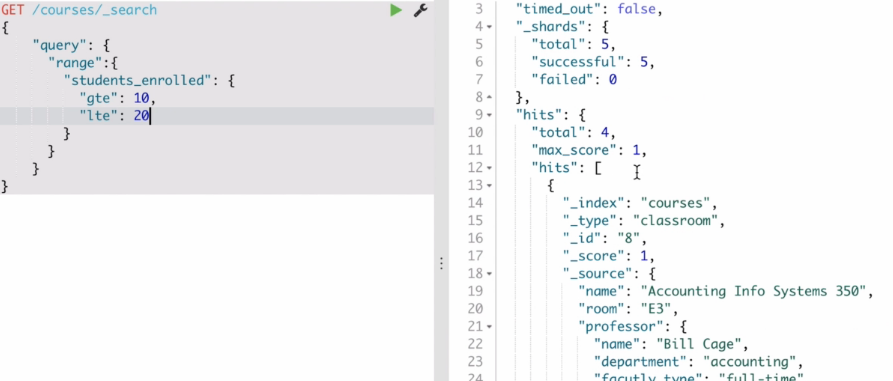 GET /courses/_search
{
"query": {
"range":{
"students_enrolled": {
"gte": 10,
"lte": 20
}
}
}
}
3 "timed_out": false,
4 "_shards": {
5 "total": 5,
6 "successful": 5,
7 "failed": 0
8 },
9 "hits": {
10 "total": 4,
11 "max_score": 1,
12 "hits": [
13 {
14 "_index": "courses",
15 "_type": "classroom",
16 "_id": "8",
17 "_score": 1,
18 "_source": {
19 "name": "Accounting Info Systems 350",
20 "room": "E3",
21 "professor": {
22 "name": "Bill Cage",
23 "department": "accounting",
24 "facutly_type": "full-time"